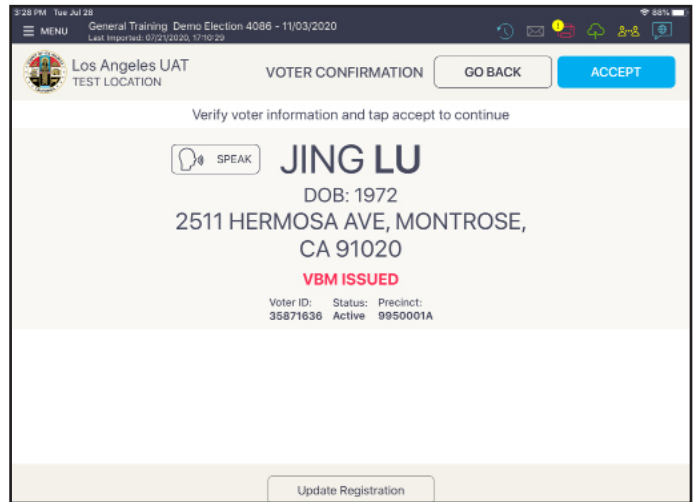 3:28 PM Tue Jul 28
88%
MENU
General Training Demo Election 4086 - 11/03/2020
Last Imported: 07/21/2020, 17:10:29
Los Angeles UAT
TEST LOCATION
VOTER CONFIRMATION
GO BACK
ACCEPT
Verify voter information and tap accept to continue
SPEAK
JING LU
DOB: 1972
2511 HERMOSA AVE, MONTROSE,
CA 91020
VBM ISSUED
Voter ID: Status: Precinct:
35871636 Active 9950001A
Update Registration